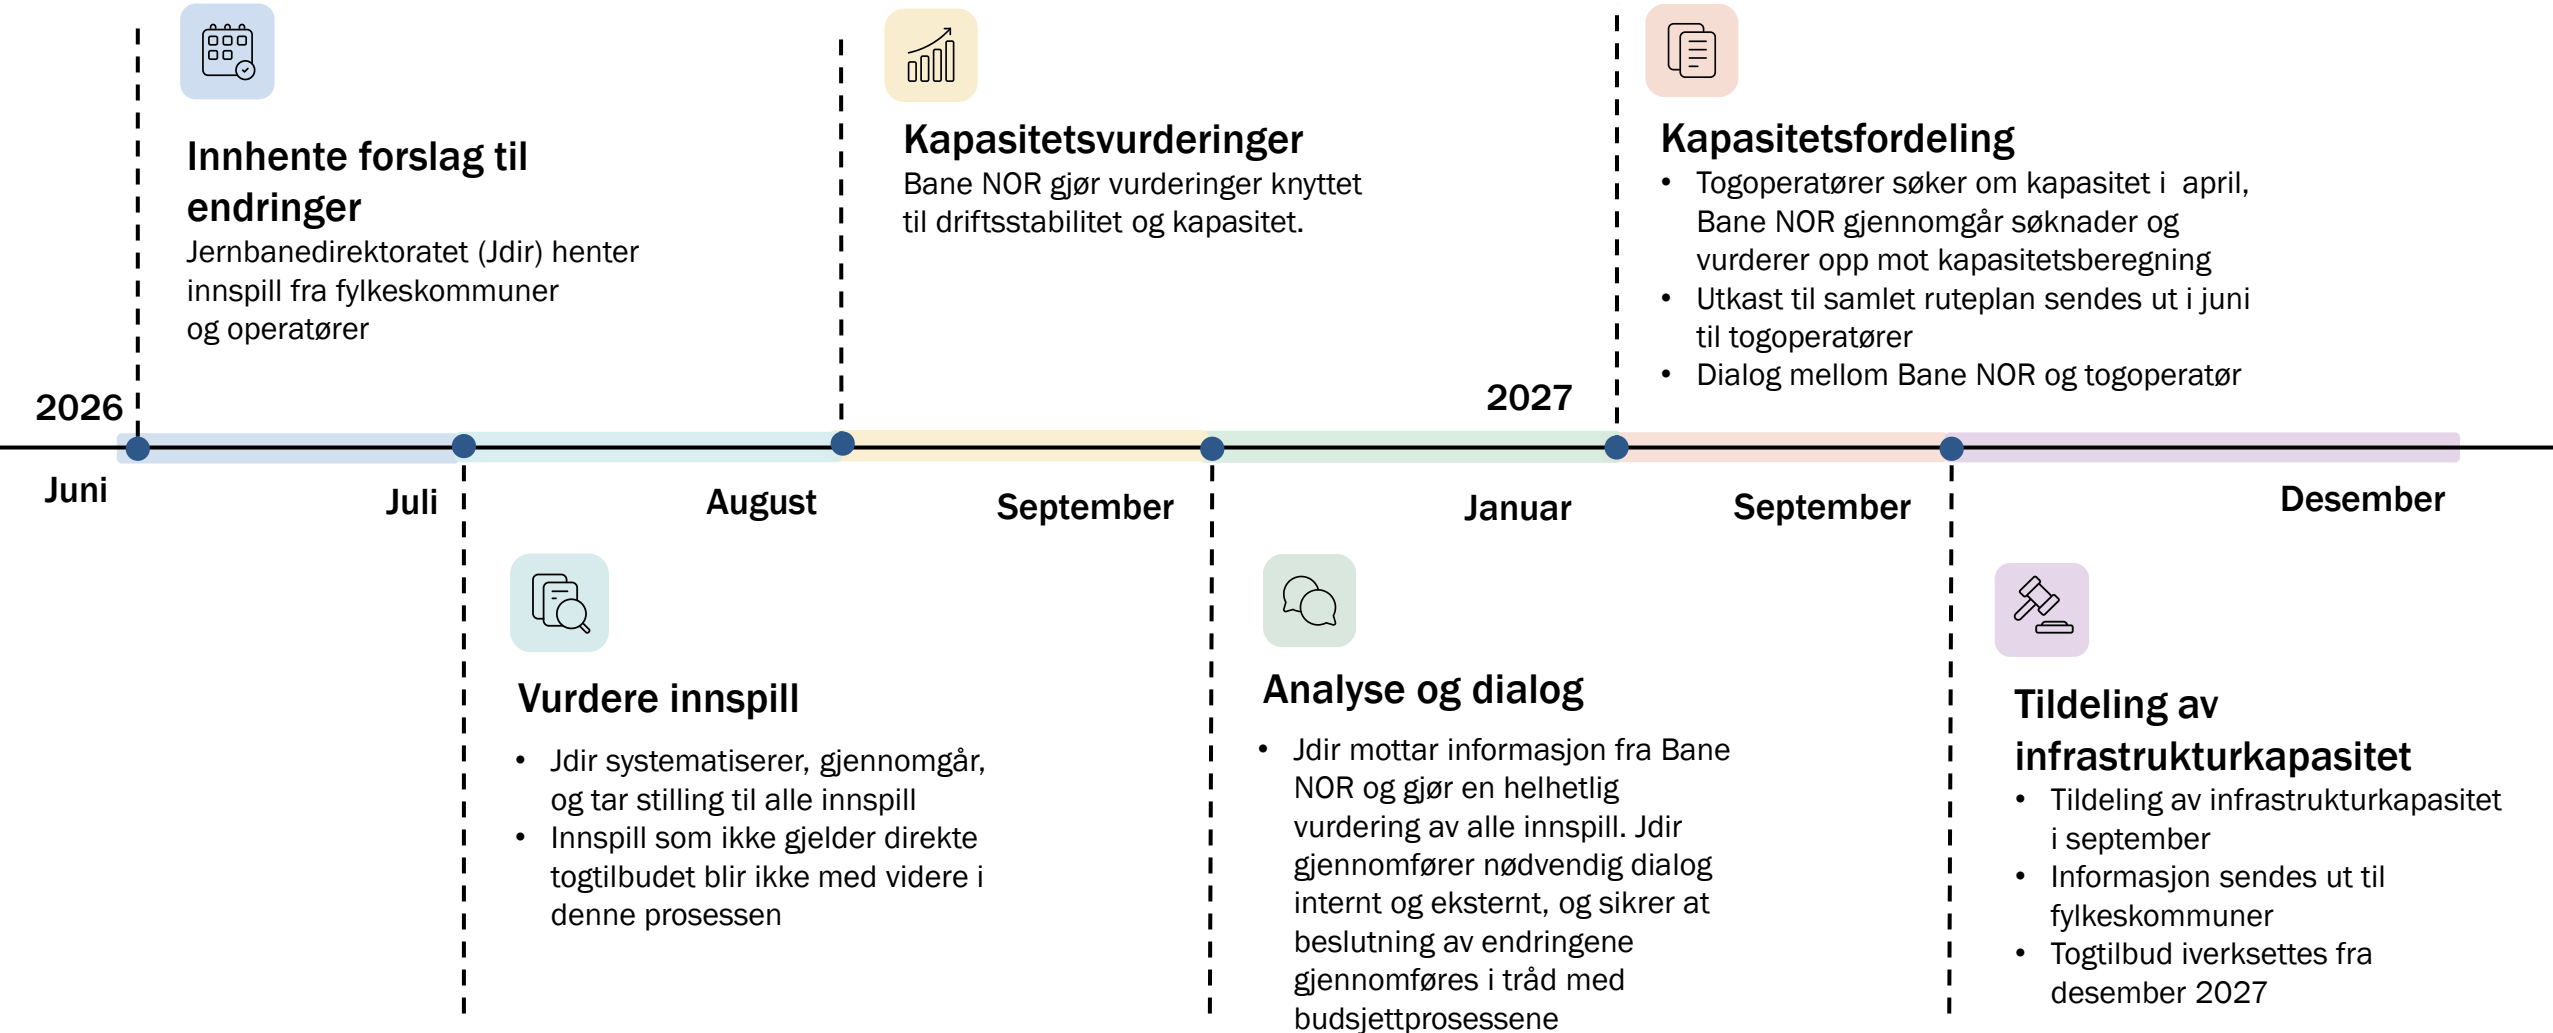 Innhente forslag til
endringer
Jernbanedirektoratet (Jdir) henter
innspill fra fylkeskommuner
og operatører
Kapasitetsvurderinger
Bane NOR gjør vurderinger knyttet
til driftsstabilitet og kapasitet.
Kapasitetsfordeling
• Togoperatører søker om kapasitet i  april,
Bane NOR gjennomgår søknader og
vurderer opp mot kapasitetsberegning
• Utkast til samlet ruteplan sendes ut i juni
til togoperatører
• Dialog mellom Bane NOR og togoperatør
2026
2027
Juni
Juli
August
September
Januar
September
Desember
Vurdere innspill
• Jdir systematiserer, gjennomgår,
og tar stilling til alle innspill
• Innspill som ikke gjelder direkte
togtilbudet blir ikke med videre i
denne prosessen
Analyse og dialog
• Jdir mottar informasjon fra Bane
NOR og gjør en helhetlig
vurdering av alle innspill. Jdir
gjennomfører nødvendig dialog
internt og eksternt, og sikrer at
beslutning av endringene
gjennomføres i tråd med
budsjettprosessene
Tildeling av
infrastrukturkapasitet
• Tildeling av infrastrukturkapasitet
i september
• Informasjon sendes ut til
fylkeskommuner
• Togtilbud iverksettes fra
desember 2027